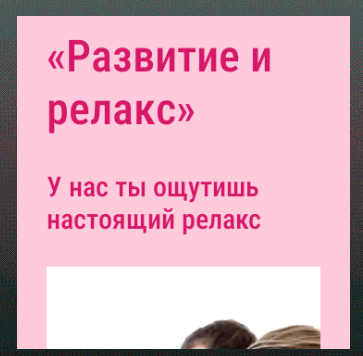 «Развитие и
релакс»
У нас ты ощутишь
настоящий релакс